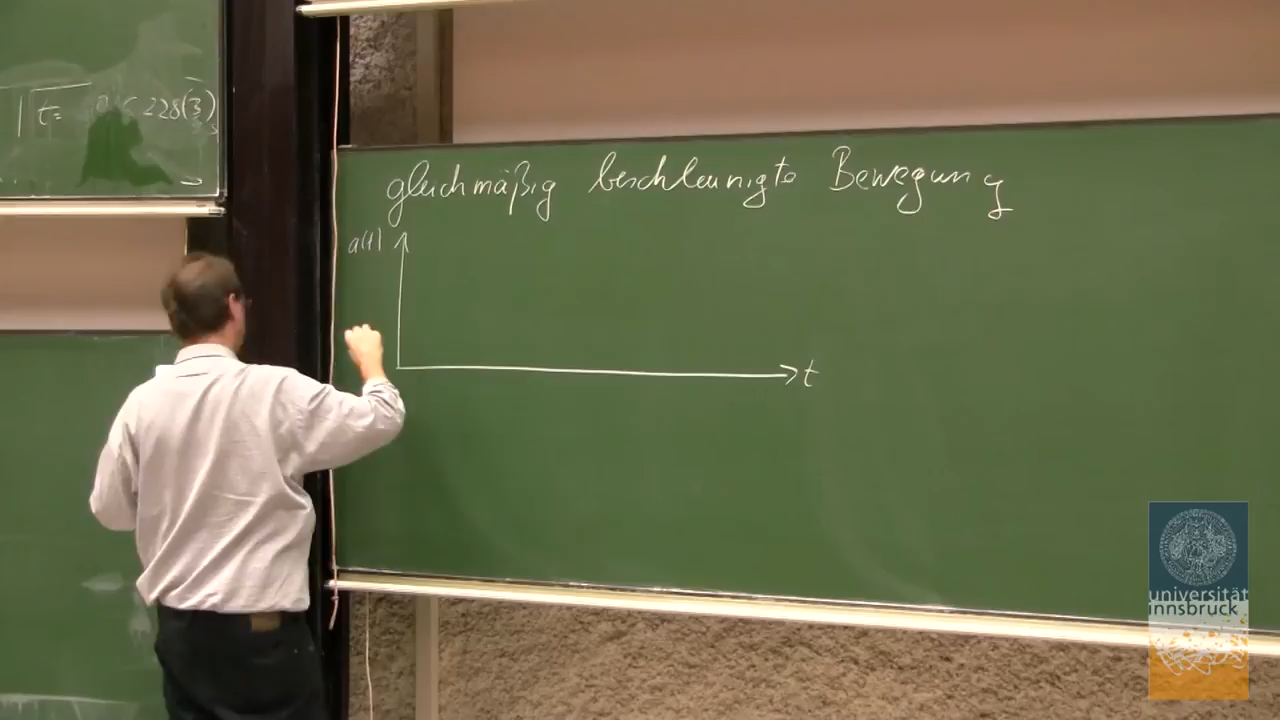 gleichmäßig beschleunigte Bewegung
a(t)
t
universität
innsbruck